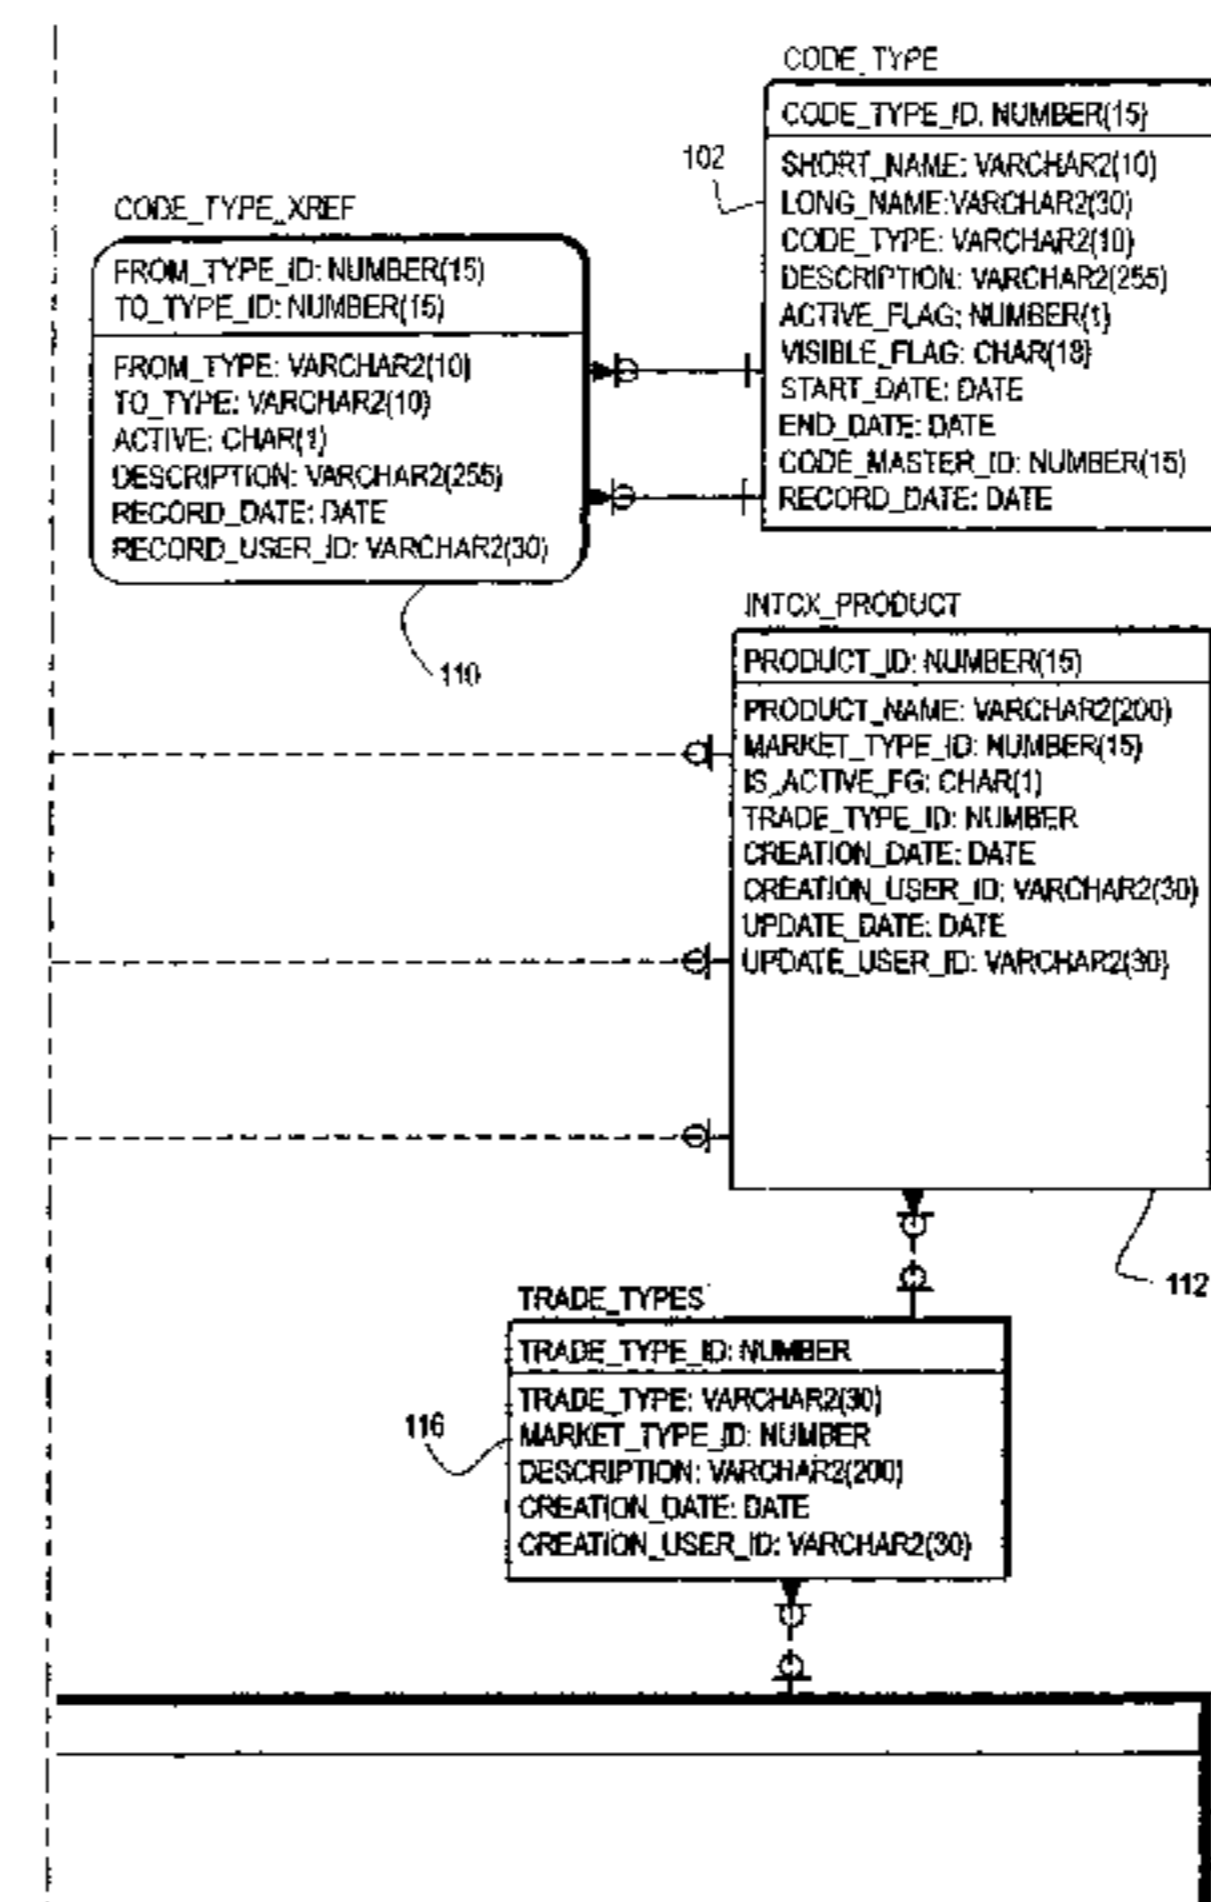 CODE_TYPE
CODE_TYPE_ID: NUMBER(15)
102
SHORT_NAME: VARCHAR2(10)
LONG_NAME:VARCHAR2(30)
CODE_TYPE: VARCHAR2(10)
DESCRIPTION: VARCHAR2(255)
ACTIVE_FLAG: NUMBER(1)
VISIBLE_FLAG: CHAR(18)
START_DATE: DATE
END_DATE: DATE
CODE_MASTER_ID: NUMBER(15)
RECORD_DATE: DATE
CODE_TYPE_XREF
FROM_TYPE_ID: NUMBER(15)
TO_TYPE_ID: NUMBER(15)
FROM_TYPE: VARCHAR2(10)
TO_TYPE: VARCHAR2(10)
ACTIVE: CHAR(1)
DESCRIPTION: VARCHAR2(255)
RECORD_DATE: DATE
RECORD_USER_ID: VARCHAR2(30)
110
INTCX_PRODUCT
PRODUCT_ID: NUMBER(15)
PRODUCT_NAME: VARCHAR2(200)
MARKET_TYPE_ID: NUMBER(15)
IS_ACTIVE_FG: CHAR(1)
TRADE_TYPE_ID: NUMBER
CREATION_DATE: DATE
CREATION_USER_ID: VARCHAR2(30)
UPDATE_DATE: DATE
UPDATE_USER_ID: VARCHAR2(30)
112
TRADE_TYPES
TRADE_TYPE_ID: NUMBER
116
TRADE_TYPE: VARCHAR2(30)
MARKET_TYPE_ID: NUMBER
DESCRIPTION: VARCHAR2(200)
CREATION_DATE: DATE
CREATION_USER_ID: VARCHAR2(30)